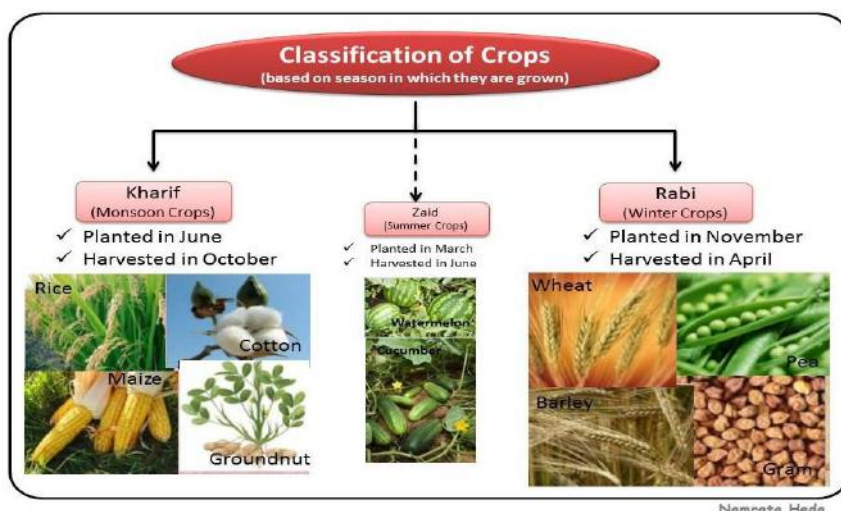 Classification of Crops
(based on season in which they are grown)
Kharif
(Monsoon Crops)
✓ Planted in June
✓ Harvested in October
Rice
Cotton
Maize
Groundnut
Zaid
(Summer Crops)
✓ Planted in March
✓ Harvested in June
Watermelon
Cucumber
Rabi
(Winter Crops)
✓ Planted in November
✓ Harvested in April
Wheat
Pea
Barley
Gram